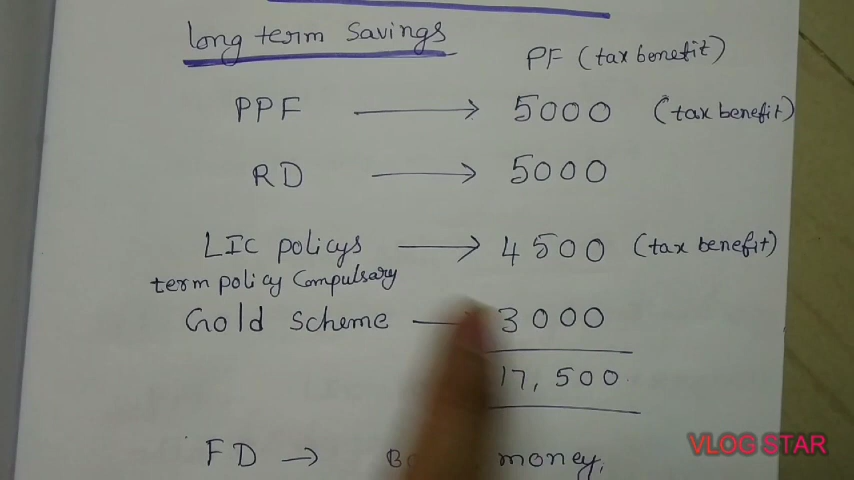 long term Savings
PF (tax benefit)
PPF → 5000 (tax benefit)
RD → 5000
LIC policys → 4500 (tax benefit)
term policy Compulsary
Gold Scheme → 3000
17,500
FD → money,
VLOG STAR